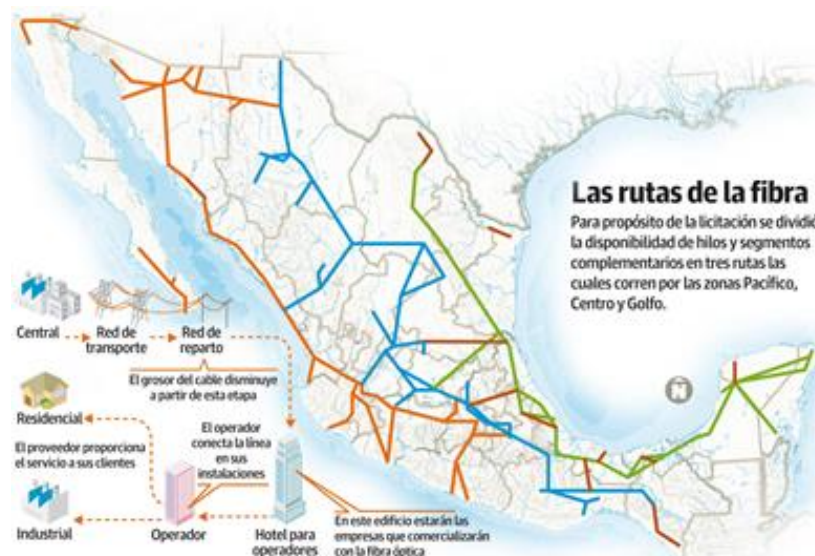 Las rutas de la fibra
Para propósito de la licitación se dividió
la disponibilidad de hilos y segmentos
complementarios en tres rutas las
cuales corren por las zonas Pacífico,
Centro y Golfo.
Central
Red de
transporte
Red de
reparto
El grosor del cable disminuye
a partir de esta etapa
Residencial
El proveedor proporciona
el servicio a sus clientes
El operador
conecta la línea
en sus
instalaciones
Industrial
Operador
Hotel para
operadores
En este edificio estarán las
empresas que comercializarán
con la fibra óptica
N